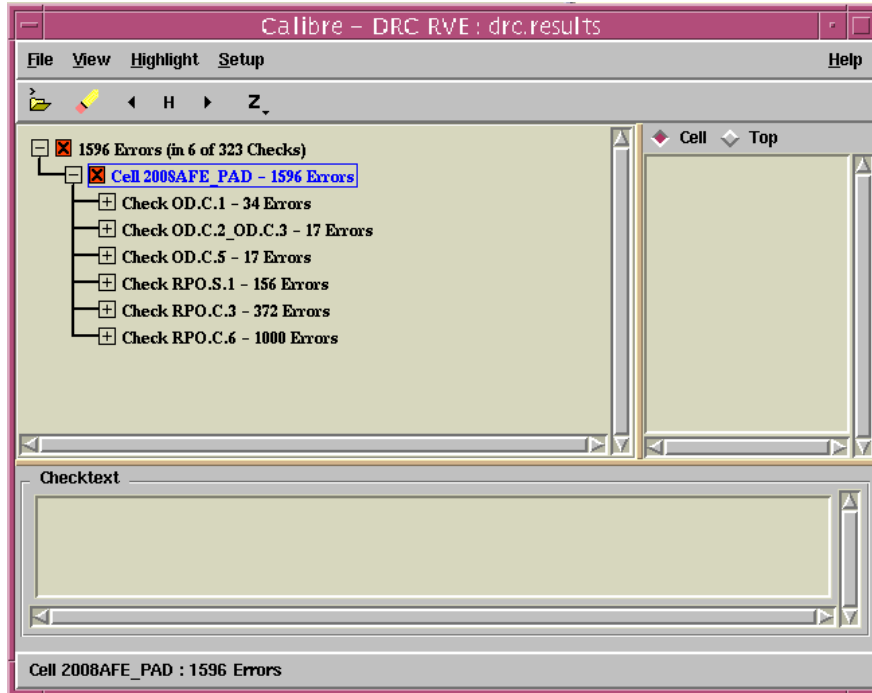 Calibre – DRC RVE : drc.results
File View Highlight Setup Help
H Z
1596 Errors (in 6 of 323 Checks)
Cell 2008AFE_PAD – 1596 Errors
Check OD.C.1 – 34 Errors
Check OD.C.2_OD.C.3 – 17 Errors
Check OD.C.5 – 17 Errors
Check RPO.S.1 – 156 Errors
Check RPO.C.3 – 372 Errors
Check RPO.C.6 – 1000 Errors
Cell Top
Checktext
Cell 2008AFE_PAD : 1596 Errors